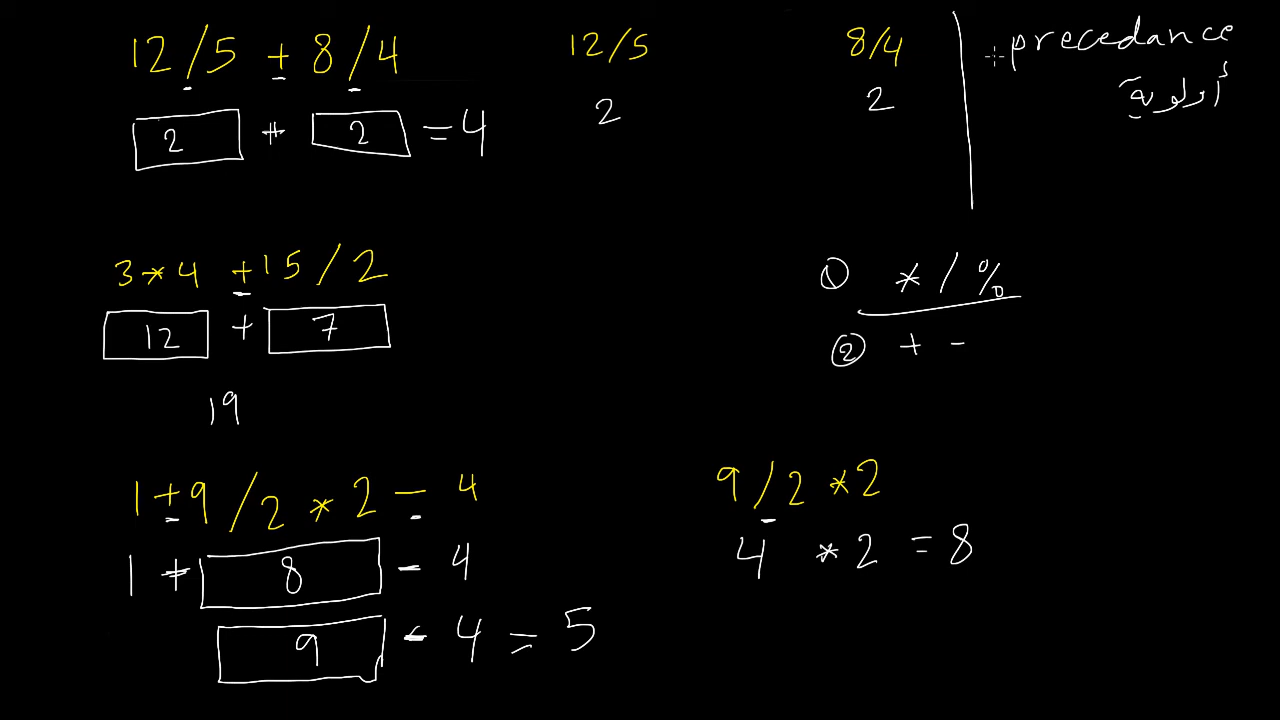 12/5 + 8/4
2 + 2 = 4
12/5
2
8/4
2
precedance
أولوية
3*4 + 15/2
12 + 7
19
① * / %
② + -
1+9/2*2-4
1 + 8 - 4
9 - 4 = 5
9/2*2
4 *2 = 8